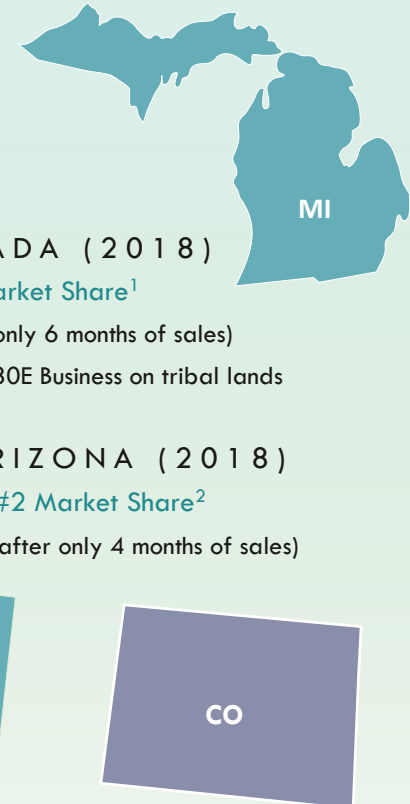 MI
ADA (2018)
arket Share¹
only 6 months of sales)
30E Business on tribal lands
RIZONA (2018)
#2 Market Share²
after only 4 months of sales)
CO